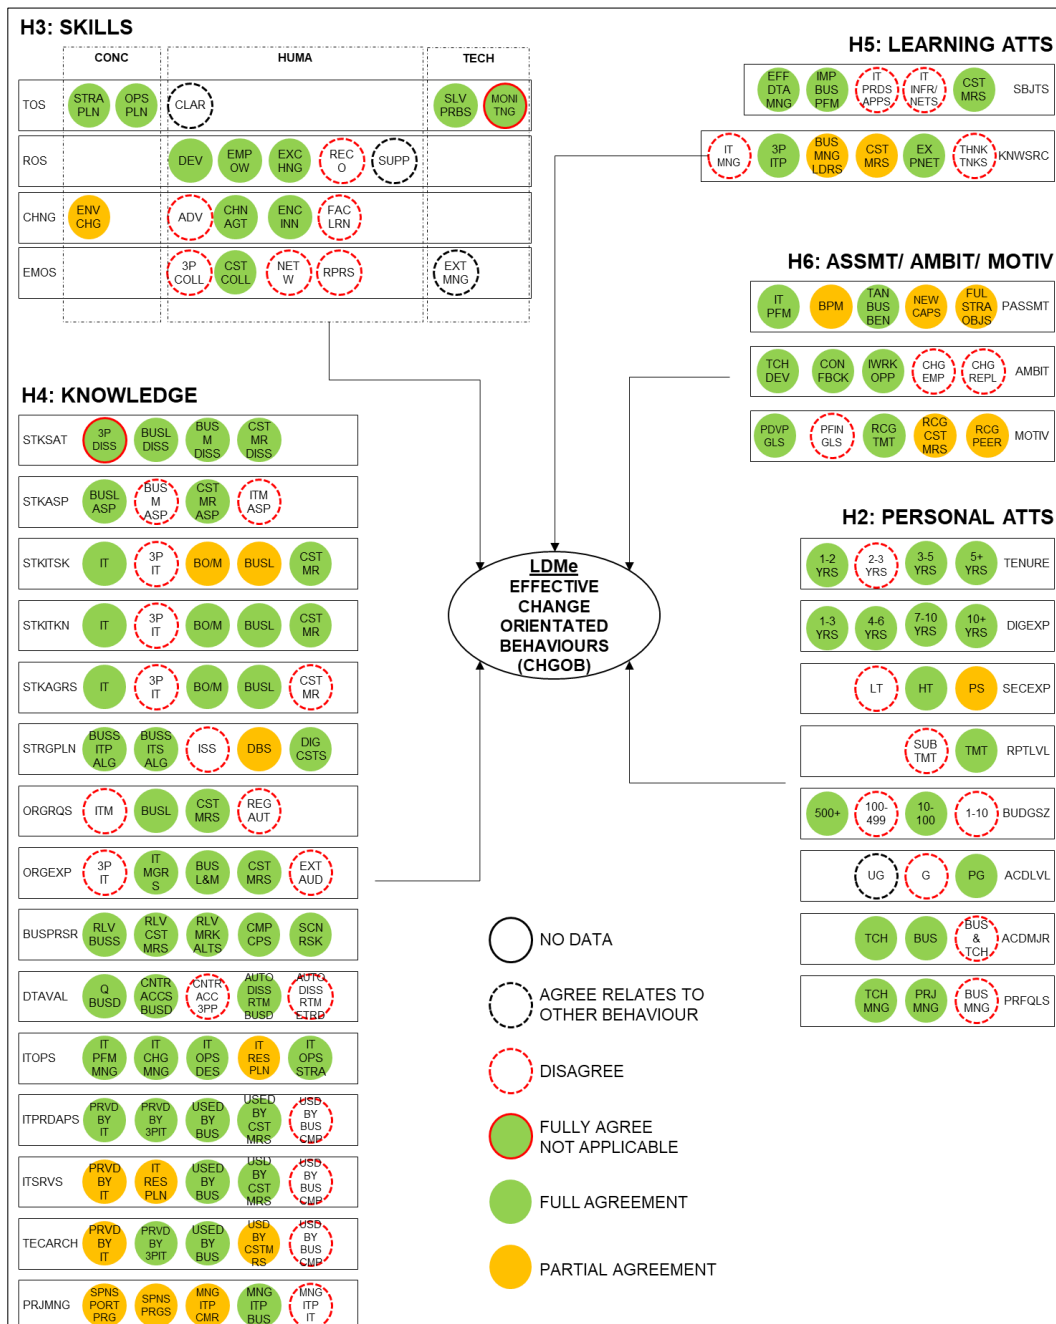 H3: SKILLS
CONC
HUMA
TECH
TOS
STRA
PLN
OPS
PLN
CLAR
SLV
PRBS
MONI
TNG
ROS
DEV
EMP
OW
EXC
HNG
REC
O
SUPP
CHNG
ENV
CHG
ADV
CHN
AGT
ENC
INN
FAC
LRN
EMOS
3P
COLL
CST
COLL
NET
W
RPRS
EXT
MNG
H5: LEARNING ATTS
EFF
DTA
MNG
IMP
BUS
PFM
IT
PRDS
APPS
IT
INFR/
NETS
CST
MRS
SBJTS
IT
MNG
3P
ITP
BUS
MNG
LDRS
CST
MRS
EX
PNET
THNK
TNKS
KNWSRC
H6: ASSMT/ AMBIT/ MOTIV
IT
PFM
BPM
TAN
BUS
BEN
NEW
CAPS
FUL
STRA
OBJS
PASSMT
TCH
DEV
CON
FBCK
IWRK
OPP
CHG
EMP
CHG
REPL
AMBIT
PDVP
GLS
PFIN
GLS
RCG
TMT
RCG
CST
MRS
RCG
PEER
MOTIV
H4: KNOWLEDGE
STKSAT
3P
DISS
BUSL
DISS
BUS
M
DISS
CST
MR
DISS
STKASP
BUSL
ASP
BUS
M
ASP
CST
MR
ASP
ITM
ASP
STKITSK
IT
3P
IT
BO/M
BUSL
CST
MR
STKITKN
IT
3P
IT
BO/M
BUSL
CST
MR
STKAGRS
IT
3P
IT
BO/M
BUSL
CST
MR
STRGPLN
BUSS
ITP
ALG
BUSS
ITS
ALG
ISS
DBS
DIG
CSTS
ORGRQS
ITM
BUSL
CST
MRS
REG
AUT
ORGEXP
3P
IT
IT
MGR
S
BUS
L&M
CST
MRS
EXT
AUD
BUSPRSR
RLV
BUSS
RLV
CST
MRS
RLV
MRK
ALTS
CMP
CPS
SCN
RSK
DTAVAL
Q
BUSD
CNTR
ACCS
BUSD
CNTR
ACC
3PP
AUTO
DISS
RTM
BUSD
AUTO
DISS
RTM
ETRD
ITOPS
IT
PFM
MNG
IT
CHG
MNG
IT
OPS
DES
IT
RES
PLN
IT
OPS
STRA
ITPRDAPS
PRVD
BY
IT
PRVD
BY
3PIT
USED
BY
BUS
USED
BY
CST
MRS
USD
BY
BUS
CMP
ITSRVS
PRVD
BY
IT
IT
RES
PLN
USED
BY
BUS
USD
BY
CST
MRS
USD
BY
BUS
CMP
TECARCH
PRVD
BY
IT
PRVD
BY
3PIT
USED
BY
BUS
USD
BY
CSTM
RS
USD
BY
BUS
CMP
PRJMNG
SPNS
PORT
PRG
SPNS
PRGS
MNG
ITP
CMR
MNG
ITP
BUS
MNG
ITP
IT
LDMe
EFFECTIVE
CHANGE
ORIENTATED
BEHAVIOURS
(CHGOB)
H2: PERSONAL ATTS
1-2
YRS
2-3
YRS
3-5
YRS
5+
YRS
TENURE
1-3
YRS
4-6
YRS
7-10
YRS
10+
YRS
DIGEXP
LT
HT
PS
SECEXP
SUB
TMT
TMT
RPTLVL
500+
100-
499
10-
100
1-10
BUDGSZ
UG
G
PG
ACDLVL
TCH
BUS
BUS
&
TCH
ACDMJR
TCH
MNG
PRJ
MNG
BUS
MNG
PRFQLS
NO DATA
AGREE RELATES TO
OTHER BEHAVIOUR
DISAGREE
FULLY AGREE
NOT APPLICABLE
FULL AGREEMENT
PARTIAL AGREEMENT